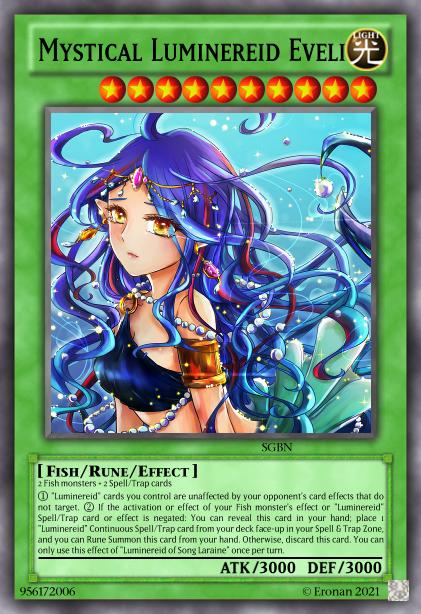 MYSTICAL LUMINEREID EVELI
LIGHT
光
SGBN
[ FISH/RUNE/EFFECT ]
2 Fish monsters + 2 Spell/Trap cards
① "Luminereid" cards you control are unaffected by your opponent's card effects that do
not target. ② If the activation or effect of your Fish monster's effect or "Luminereid"
Spell/Trap card or effect is negated: You can reveal this card in your hand; place 1
"Luminereid" Continuous Spell/Trap card from your deck face-up in your Spell & Trap Zone,
and you can Rune Summon this card from your hand. Otherwise, discard this card. You can
only use this effect of "Luminereid of Song Laraine" once per turn.
ATK/3000 DEF/3000
956172006
© Eronan 2021